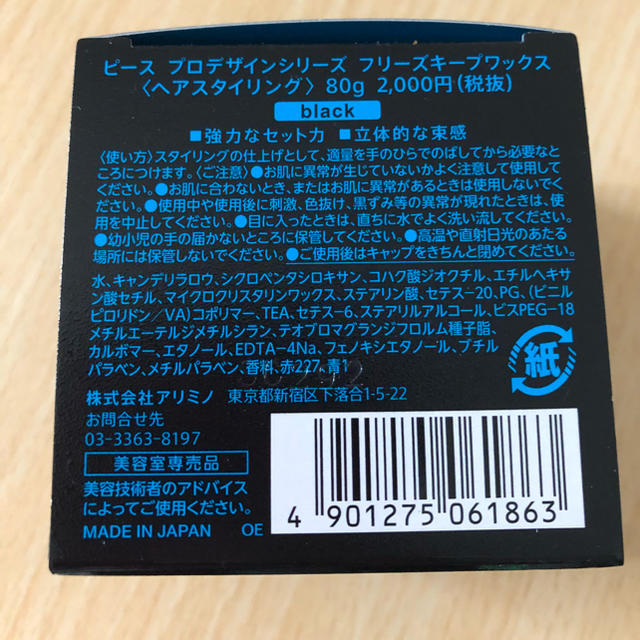 ピース プロデザインシリーズ フリーズキープワックス
〈ヘアスタイリング〉80g 2,000円(税抜)
black
■強力なセット力 ■立体的な束感
〈使い方〉スタイリングの仕上げとして、適量を手のひらでのばしてから必要なと
ころにつけます。〈ご注意〉●お肌に異常が生じていないかよく注意して使用して
ください。●お肌に合わないとき、またはお肌に異常があるときは使用しないでく
ださい。●使用中や使用後に刺激、色抜け、黒ずみ等の異常が現れたときは、使
用を中止してください。●目に入ったときは、直ちに水でよく洗い流してください。
●幼小児の手の届かないところに保管してください。●高温や直射日光のあたる
場所には保管しないでください。●ご使用後はキャップをきちんと閉めてください。
水、キャンデリラロウ、シクロペンタシロキサン、コハク酸ジオクチル、エチルヘキサ
ン酸セチル、マイクロクリスタリンワックス、ステアリン酸、セテス-20、PG、(ビニル
ピロリドン/VA)コポリマー、TEA、セテス-6、ステアリルアルコール、ビスPEG-18
メチルエーテルジメチルシラン、テオブロマグランジフロルム種子脂、
カルボマー、エタノール、EDTA-4Na、フェノキシエタノール、ブチル
パラベン、メチルパラベン、香料、赤227、青1
紙
株式会社アリミノ 東京都新宿区下落合1-5-22
お問合せ先
03-3363-8197
美容室専売品
美容技術者のアドバイス
によってご使用ください。
MADE IN JAPAN OE
4 901275 061863